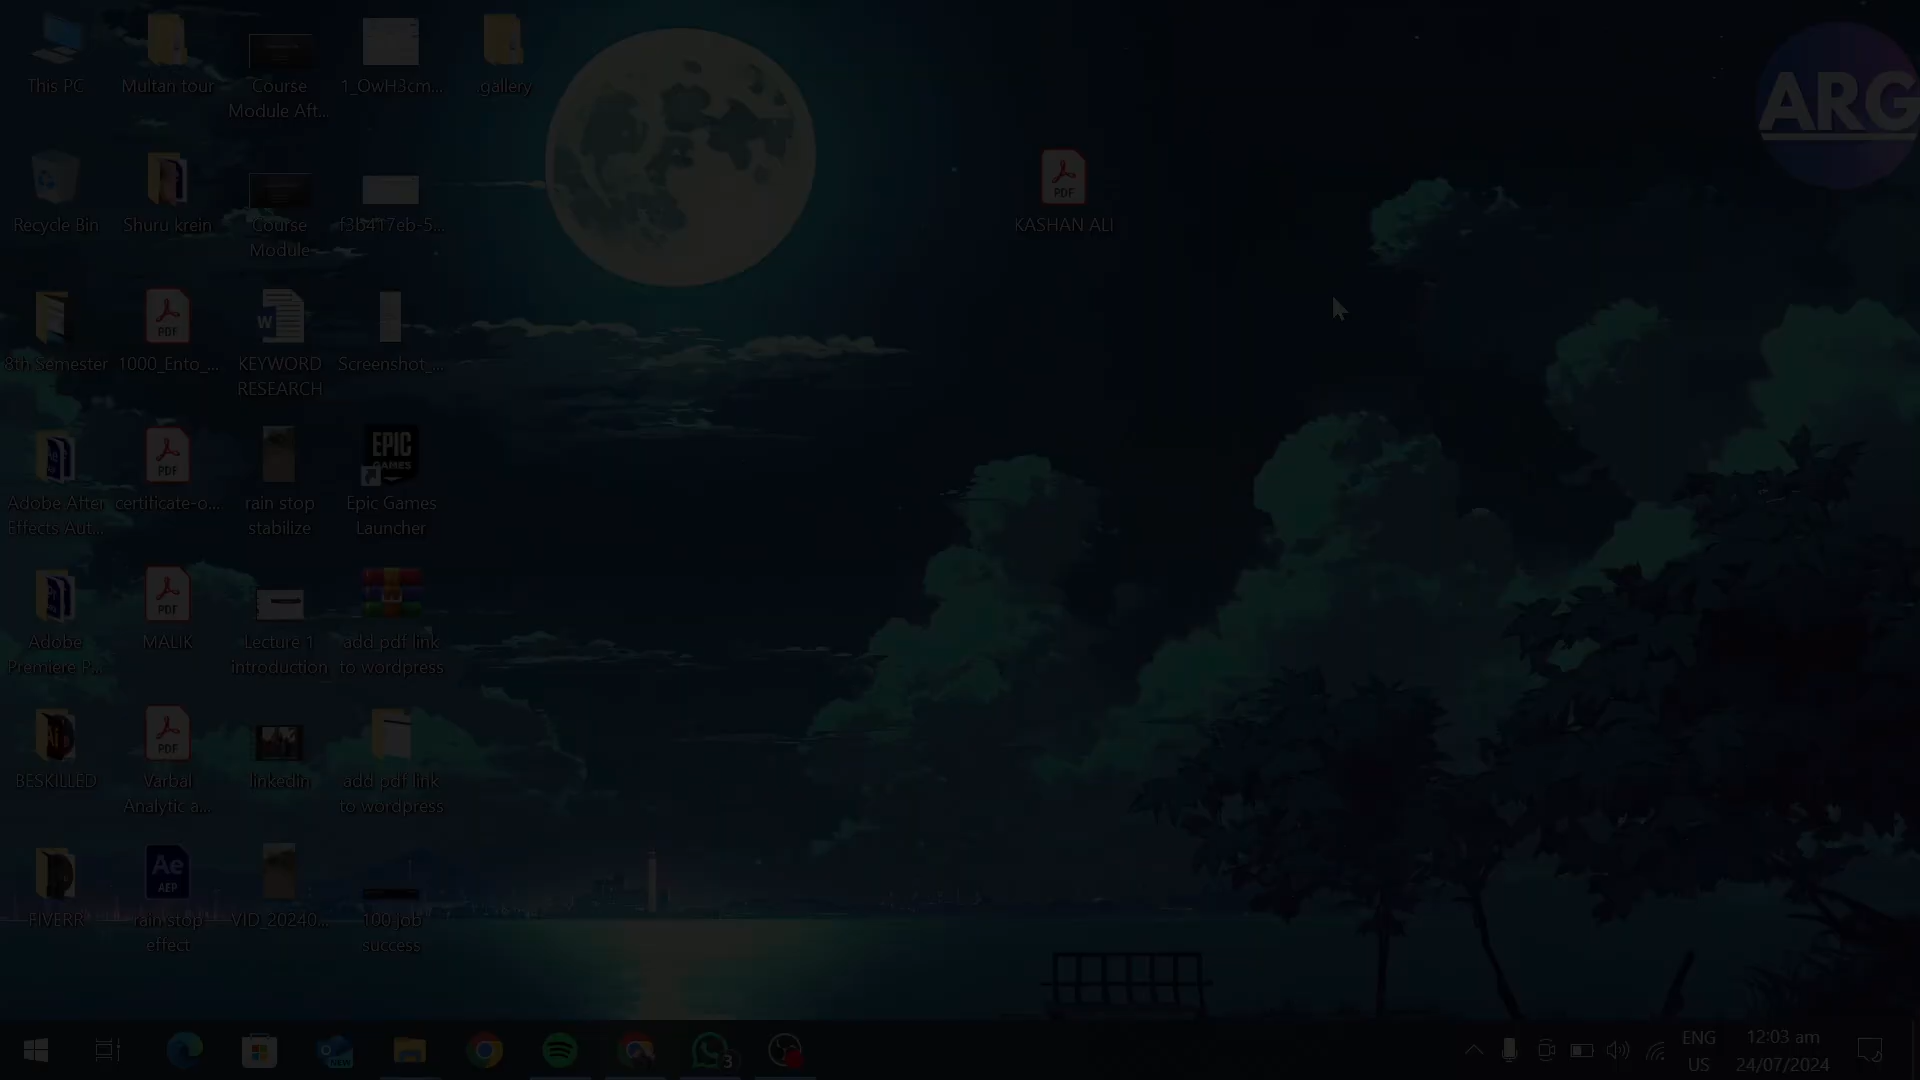 This PC
Multan tour
Course
Module Aft...
1_OwH3cm...
.gallery
ARG
Recycle Bin
Shuru krein
Course
Module
f3b417eb-5...
PDF
KASHAN ALI
8th Semester
PDF
1000_Ento_...
W
KEYWORD
RESEARCH
Screenshot_...
Adobe After
Effects Aut...
PDF
certificate-o...
rain stop
stabilize
EPIC
GAMES
Epic Games
Launcher
Adobe
Premiere P...
PDF
MALIK
Lecture 1
introduction
add pdf link
to wordpress
BESKILLED
PDF
Varbal
Analytic a...
linkedin
add pdf link
to wordpress
FIVERR
Ae
AEP
rain stop
effect
VID_20240...
100 job
success
NEW
3
ENG
US
12:03 am
24/07/2024